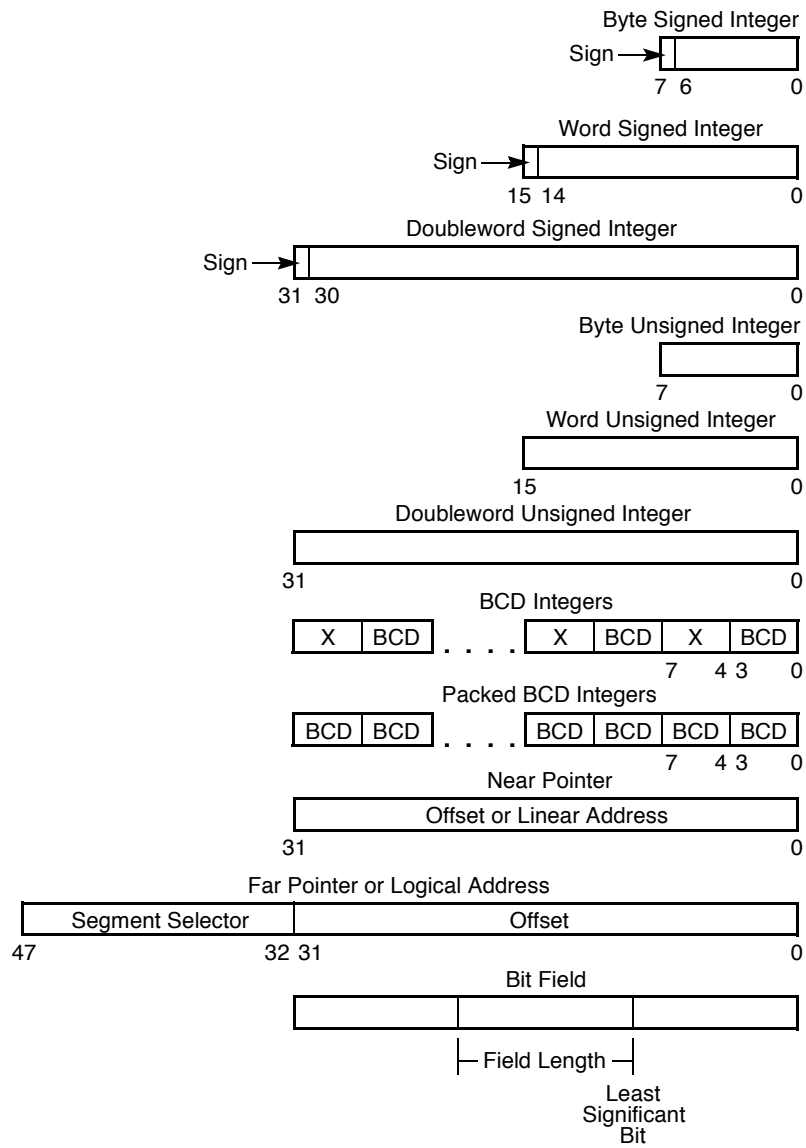 Byte Signed Integer
Sign
7 6 0
Word Signed Integer
Sign
15 14 0
Doubleword Signed Integer
Sign
31 30 0
Byte Unsigned Integer
7 0
Word Unsigned Integer
15 0
Doubleword Unsigned Integer
31 0
BCD Integers
X BCD . . . . X BCD X BCD
7 4 3 0
Packed BCD Integers
BCD BCD . . . . BCD BCD BCD BCD
7 4 3 0
Near Pointer
Offset or Linear Address
31 0
Far Pointer or Logical Address
Segment Selector Offset
47 32 31 0
Bit Field
Field Length
Least
Significant
Bit